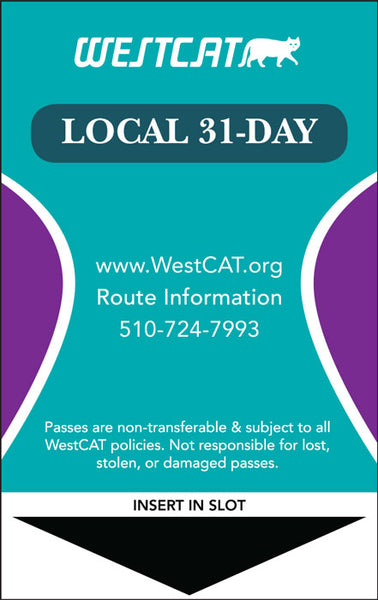 WESTCAT
LOCAL 31-DAY
www.WestCAT.org
Route Information
510-724-7993
Passes are non-transferable & subject to all
WestCAT policies. Not responsible for lost,
stolen, or damaged passes.
INSERT IN SLOT